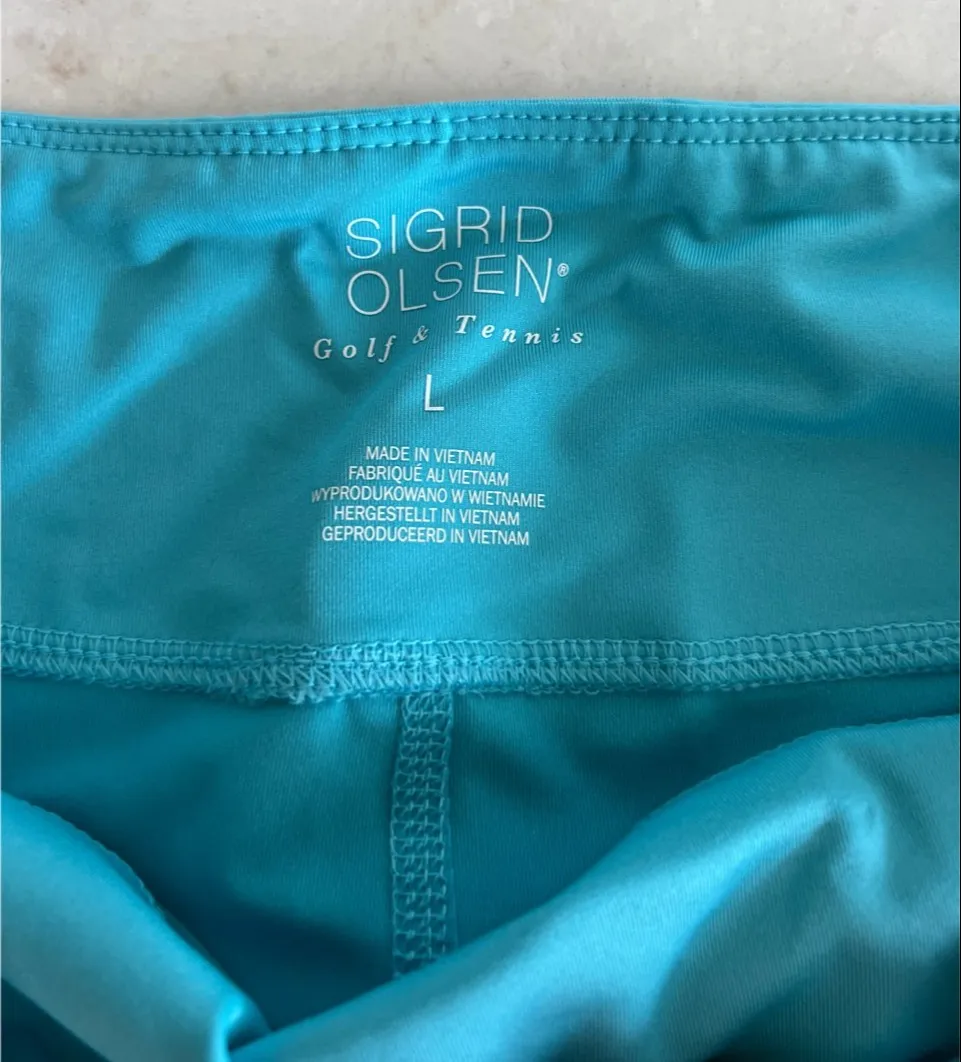 SIGRID
OLSEN®
Golf & Tennis
L
MADE IN VIETNAM
FABRIQUÉ AU VIETNAM
WYPRODUKOWANO W WIETNAMIE
HERGESTELLT IN VIETNAM
GEPRODUCEERD IN VIETNAM